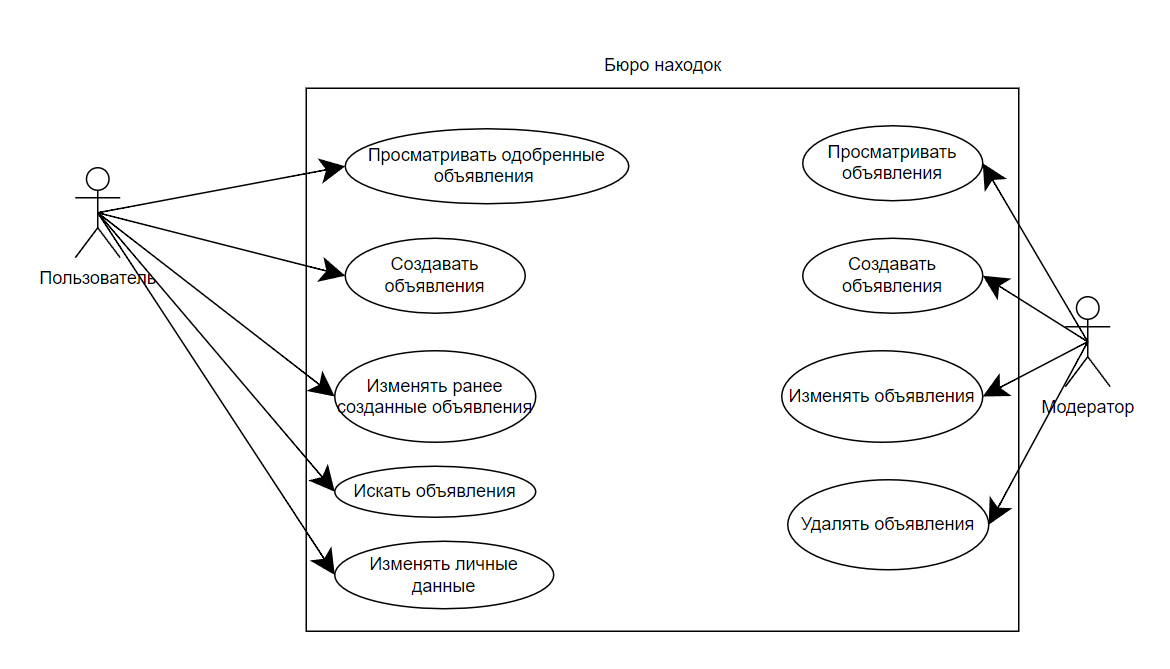 Бюро находок
Просматривать одобренные
объявления
Создавать
объявления
Изменять ранее
созданные объявления
Искать объявления
Изменять личные
данные
Пользователь
Просматривать
объявления
Создавать
объявления
Изменять объявления
Удалять объявления
Модератор